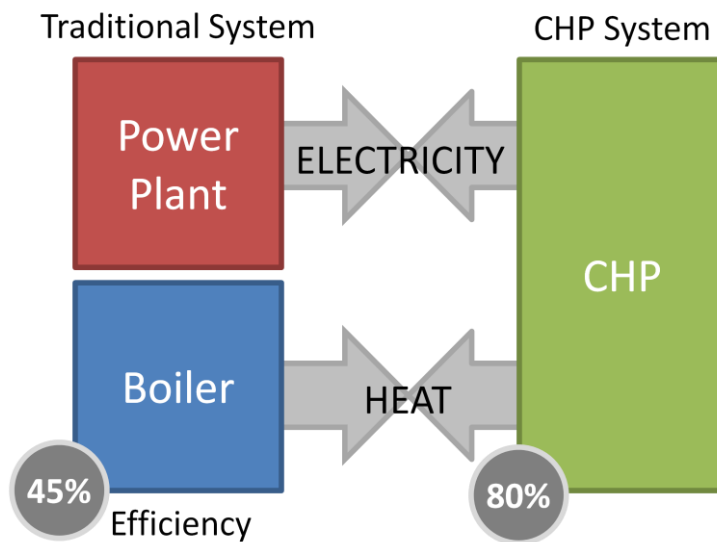 Traditional System
CHP System
Power
Plant
ELECTRICITY
CHP
Boiler
HEAT
45%
80%
Efficiency